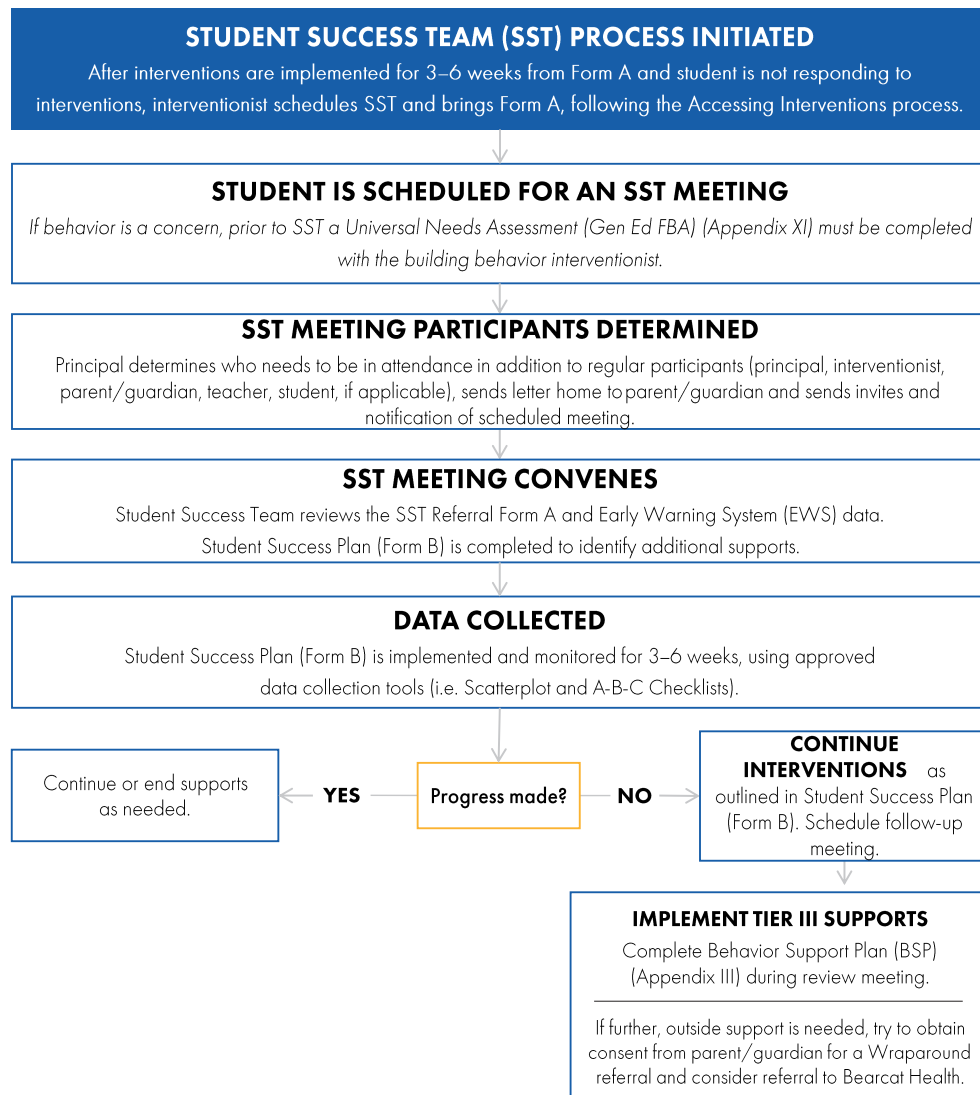 STUDENT SUCCESS TEAM (SST) PROCESS INITIATED
After interventions are implemented for 3–6 weeks from Form A and student is not responding to
interventions, interventionist schedules SST and brings Form A, following the Accessing Interventions process.
STUDENT IS SCHEDULED FOR AN SST MEETING
If behavior is a concern, prior to SST a Universal Needs Assessment (Gen Ed FBA) (Appendix XI) must be completed
with the building behavior interventionist.
SST MEETING PARTICIPANTS DETERMINED
Principal determines who needs to be in attendance in addition to regular participants (principal, interventionist,
parent/guardian, teacher, student, if applicable), sends letter home to parent/guardian and sends invites and
notification of scheduled meeting.
SST MEETING CONVENES
Student Success Team reviews the SST Referral Form A and Early Warning System (EWS) data.
Student Success Plan (Form B) is completed to identify additional supports.
DATA COLLECTED
Student Success Plan (Form B) is implemented and monitored for 3–6 weeks, using approved
data collection tools (i.e. Scatterplot and A-B-C Checklists).
Continue or end supports
as needed.
YES
Progress made?
NO
CONTINUE
INTERVENTIONS as
outlined in Student Success Plan
(Form B). Schedule follow-up
meeting.
IMPLEMENT TIER III SUPPORTS
Complete Behavior Support Plan (BSP)
(Appendix III) during review meeting.
If further, outside support is needed, try to obtain
consent from parent/guardian for a Wraparound
referral and consider referral to Bearcat Health.